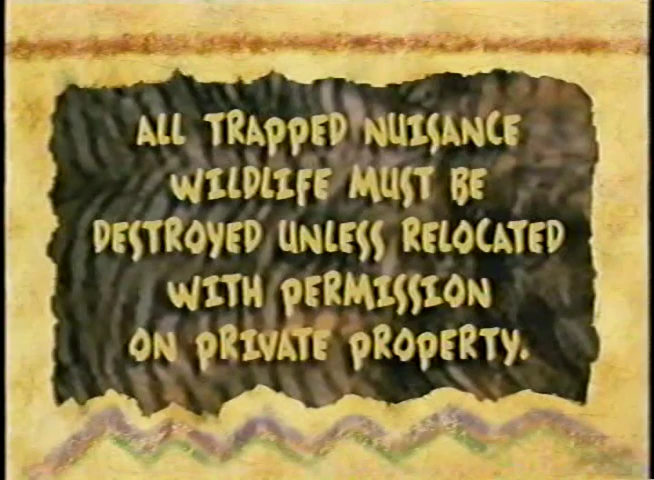 ALL TRAPPED NUISANCE
WILDLIFE MUST BE
DESTROYED UNLESS RELOCATED
WITH PERMISSION
ON PRIVATE PROPERTY.